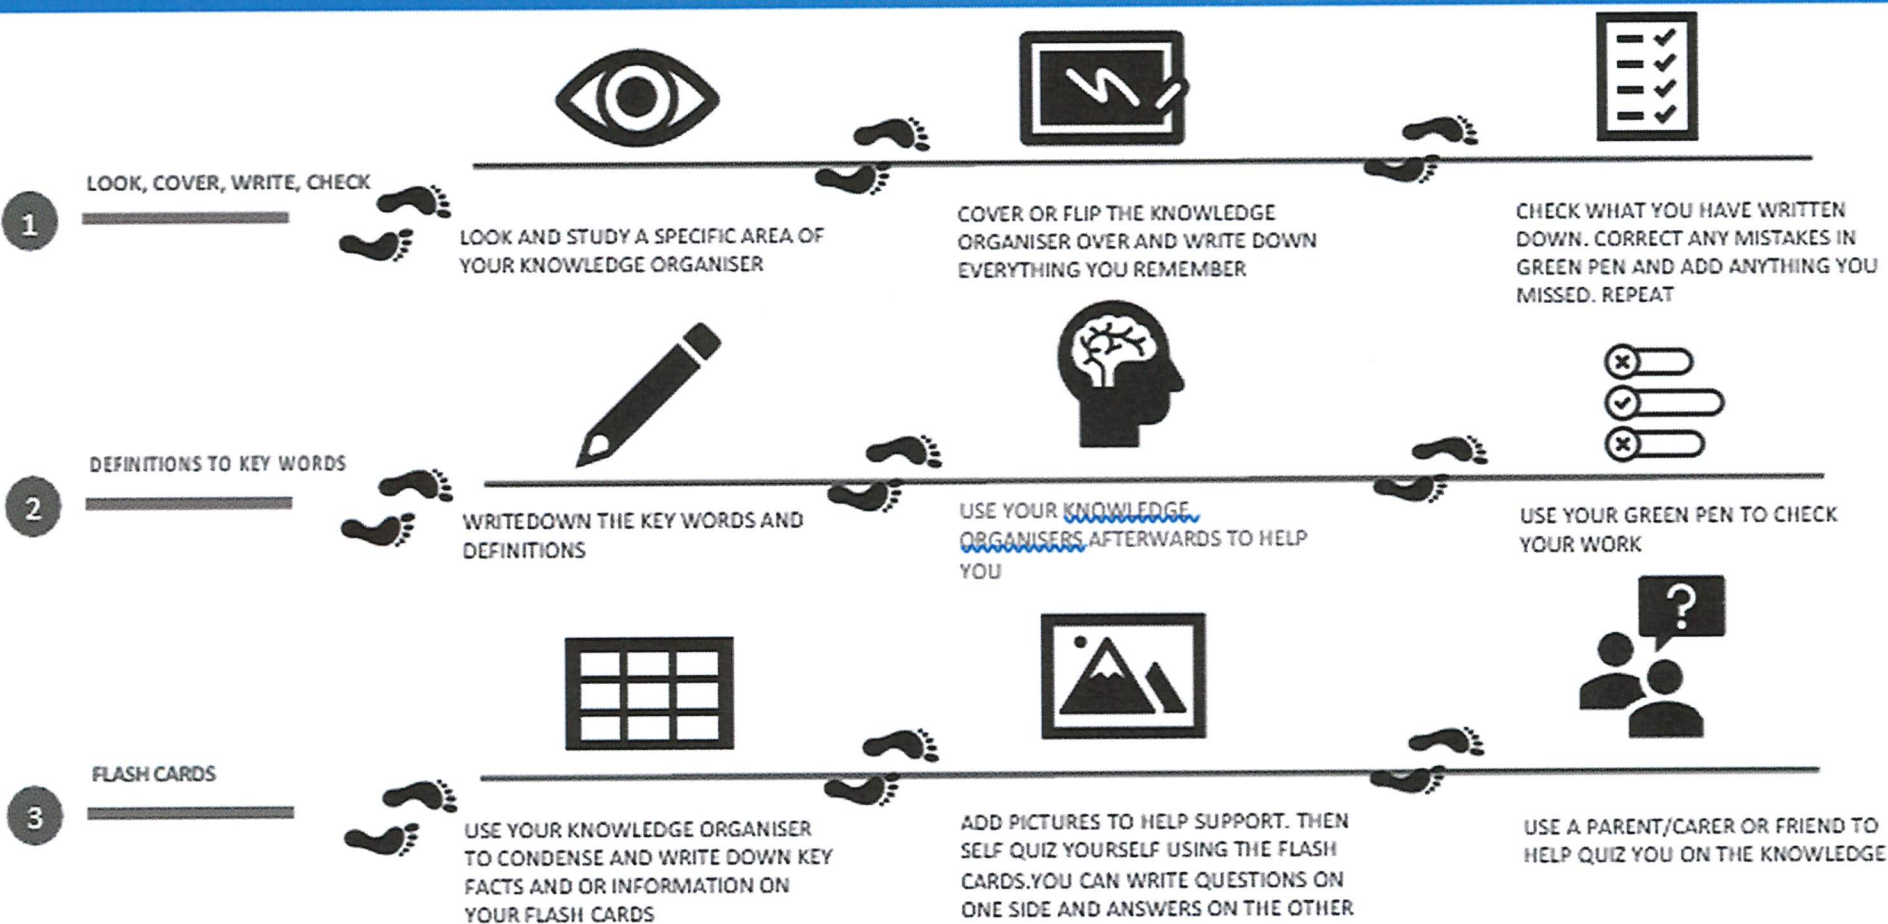 1
LOOK, COVER, WRITE, CHECK
LOOK AND STUDY A SPECIFIC AREA OF
YOUR KNOWLEDGE ORGANISER
COVER OR FLIP THE KNOWLEDGE
ORGANISER OVER AND WRITE DOWN
EVERYTHING YOU REMEMBER
CHECK WHAT YOU HAVE WRITTEN
DOWN. CORRECT ANY MISTAKES IN
GREEN PEN AND ADD ANYTHING YOU
MISSED. REPEAT
2
DEFINITIONS TO KEY WORDS
WRITEDOWN THE KEY WORDS AND
DEFINITIONS
USE YOUR KNOWLEDGE
ORGANISERS AFTERWARDS TO HELP
YOU
USE YOUR GREEN PEN TO CHECK
YOUR WORK
?
3
FLASH CARDS
USE YOUR KNOWLEDGE ORGANISER
TO CONDENSE AND WRITE DOWN KEY
FACTS AND OR INFORMATION ON
YOUR FLASH CARDS
ADD PICTURES TO HELP SUPPORT. THEN
SELF QUIZ YOURSELF USING THE FLASH
CARDS.YOU CAN WRITE QUESTIONS ON
ONE SIDE AND ANSWERS ON THE OTHER
USE A PARENT/CARER OR FRIEND TO
HELP QUIZ YOU ON THE KNOWLEDGE